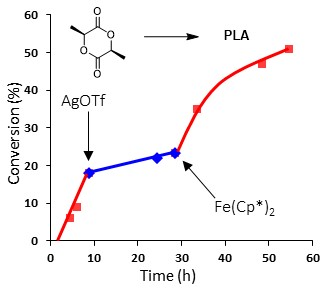 60
50
40
30
20
10
0
Conversion (%)
O
O
O
O
PLA
AgOTf
Fe(Cp*)₂
0 10 20 30 40 50 60
Time (h)